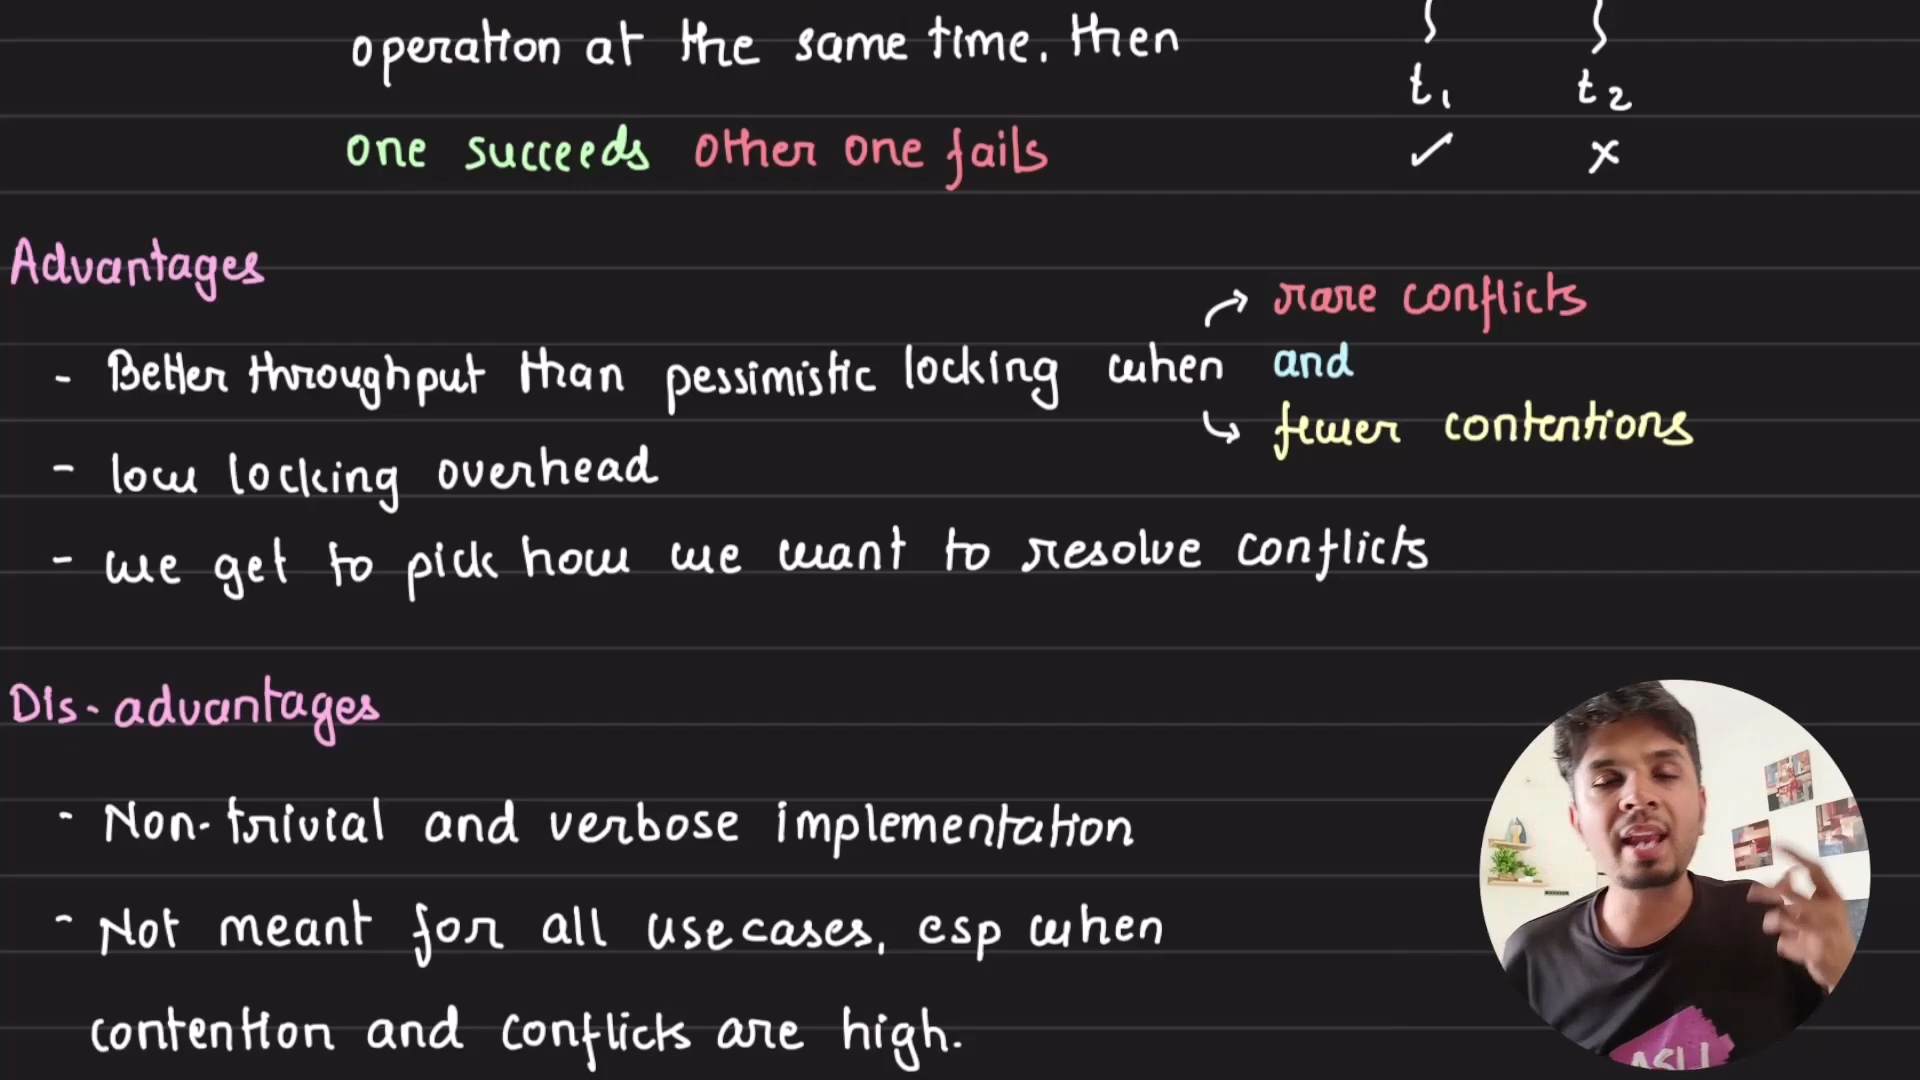 operation at the same time, then
t1 t2
one succeeds other one fails ✓ x
Advantages
rare conflicts
- Better throughput than pessimistic locking when and
fewer contentions
- low locking overhead
- we get to pick how we want to resolve conflicts
Dis-advantages
- Non-trivial and verbose implementation
- Not meant for all usecases, esp when
contention and conflicts are high.